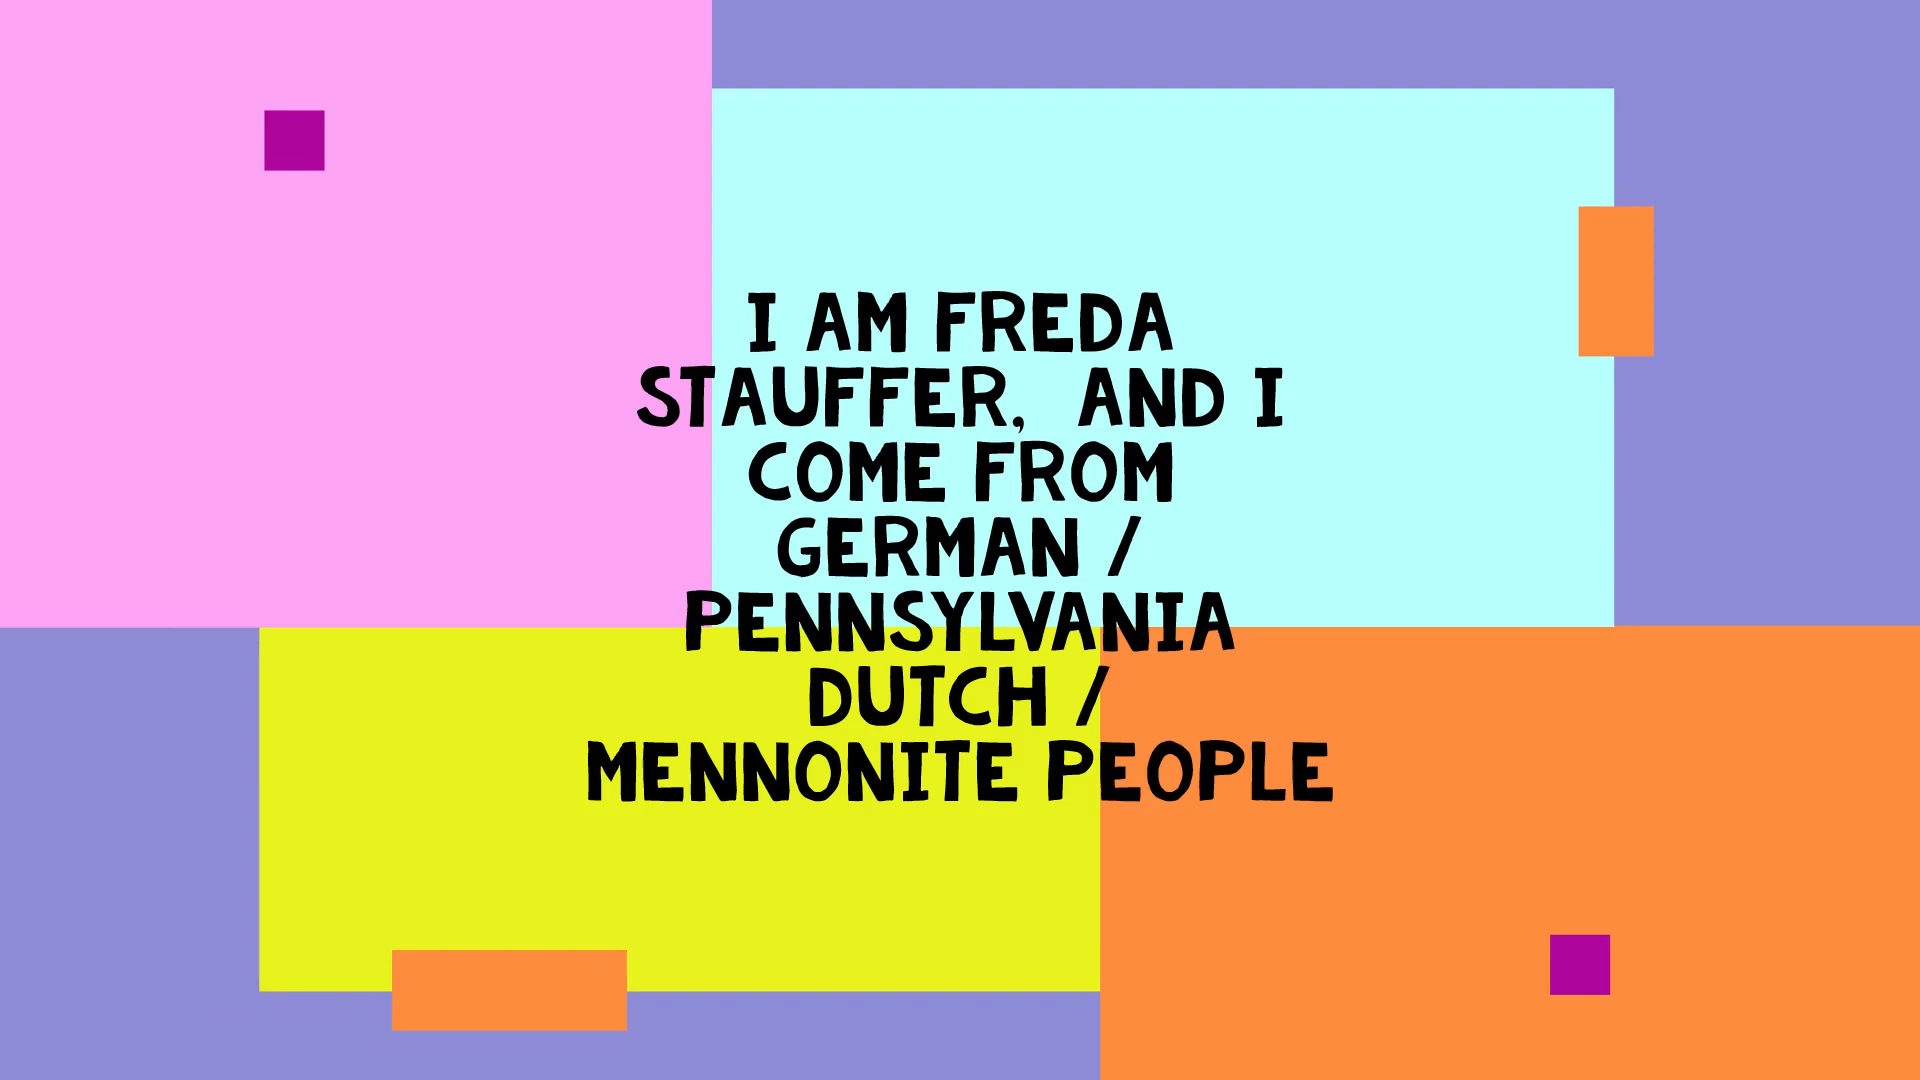 I AM FREDA
STAUFFER, AND I
COME FROM
GERMAN /
PENNSYLVANIA
DUTCH /
MENNONITE PEOPLE